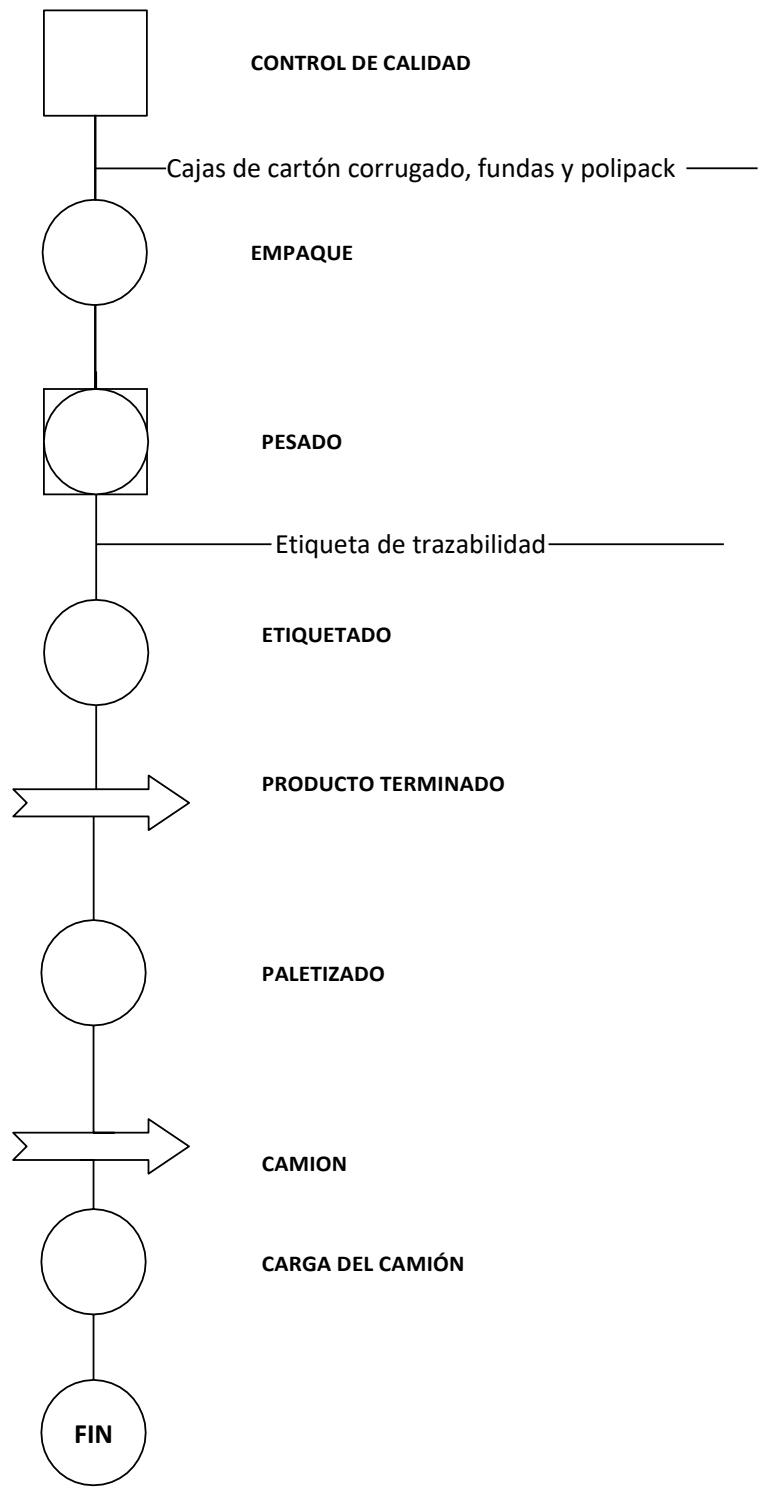 CONTROL DE CALIDAD
Cajas de cartón corrugado, fundas y polipack
EMPAQUE
PESADO
Etiqueta de trazabilidad
ETIQUETADO
PRODUCTO TERMINADO
PALETIZADO
CAMION
CARGA DEL CAMIÓN
FIN